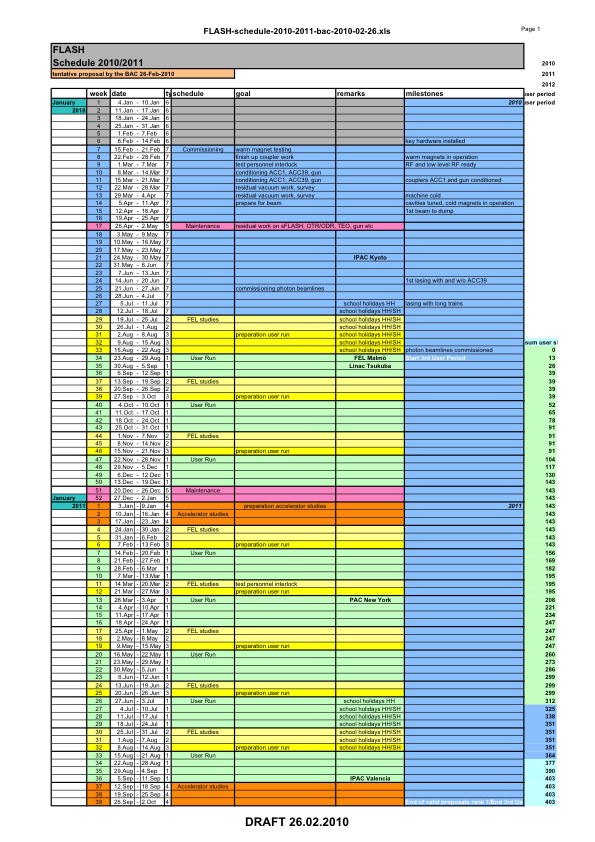 FLASH-schedule-2010-2011-bac-2010-02-26.xls
Page 1
FLASH
Schedule 2010/2011 2010
tentative proposal by the BAC 26-Feb-2010 2011
2012
week date ty schedule goal remarks milestones user period
January 1 4.Jan - 10.Jan 6 2010 user period
2010 2 11.Jan - 17.Jan 6
3 18.Jan - 24.Jan 6
4 25.Jan - 31.Jan 6
5 1.Feb - 7.Feb 6
6 8.Feb - 14.Feb 6 key hardware installed
7 15.Feb - 21.Feb 7 Commissioning warm magnet testing
8 22.Feb - 28.Feb 7 finish up coupler work warm magnets in operation
9 1.Mar - 7.Mar 7 test personnel interlock RF and low level RF ready
10 8.Mar - 14.Mar 7 conditioning ACC1, ACC39, gun
11 15.Mar - 21.Mar 7 conditioning ACC1, ACC39, gun couplers ACC1 and gun conditioned
12 22.Mar - 28.Mar 7 residual vacuum work, survey
13 29.Mar - 4.Apr 7 residual vacuum work, survey machine cold
14 5.Apr - 11.Apr 7 prepare for beam cavities tuned, cold magnets in operation
15 12.Apr - 18.Apr 7 1st beam to dump
16 19.Apr - 25.Apr 7
17 26.Apr - 2.May 5 Maintenance residual work on sFLASH, OTR/ODR, TEO, gun etc
18 3.May - 9.May 7
19 10.May - 16.May 7
20 17.May - 23.May 7
21 24.May - 30.May 7 IPAC Kyoto
22 31.May - 6.Jun 7
23 7.Jun - 13.Jun 7
24 14.Jun - 20.Jun 7 1st lasing with and w/o ACC39
25 21.Jun - 27.Jun 7 commissioning photon beamlines
26 28.Jun - 4.Jul 7
27 5.Jul - 11.Jul 7 school holidays HH lasing with long trains
28 12.Jul - 18.Jul 7 school holidays HH/SH
29 19.Jul - 25.Jul 2 FEL studies school holidays HH/SH
30 26.Jul - 1.Aug 2 school holidays HH/SH
31 2.Aug - 8.Aug 3 preparation user run school holidays HH/SH
32 9.Aug - 15.Aug 3 school holidays HH/SH sum user s
33 16.Aug - 22.Aug 3 school holidays HH/SH photon beamlines commissioned 0
34 23.Aug - 29.Aug 1 User Run FEL Malmö Start 3rd User Period 13
35 30.Aug - 5.Sep 1 Linac Tsukuba 26
36 6.Sep - 12.Sep 1 39
37 13.Sep - 19.Sep 2 FEL studies 39
38 20.Sep - 26.Sep 2 39
39 27.Sep - 3.Oct 3 preparation user run 39
40 4.Oct - 10.Oct 1 User Run 52
41 11.Oct - 17.Oct 1 65
42 18.Oct - 24.Oct 1 78
43 25.Oct - 31.Oct 1 91
44 1.Nov - 7.Nov 2 FEL studies 91
45 8.Nov - 14.Nov 2 91
46 15.Nov - 21.Nov 3 preparation user run 91
47 22.Nov - 28.Nov 1 User Run 104
48 29.Nov - 5.Dec 1 117
49 6.Dec - 12.Dec 1 130
50 13.Dec - 19.Dec 1 143
51 20.Dec - 26.Dec 5 Maintenance 143
January 52 27.Dec - 2.Jan 5 143
2011 1 3.Jan - 9.Jan 4 preparation accelerator studies 2011 143
2 10.Jan - 16.Jan 4 Accelerator studies 143
3 17.Jan - 23.Jan 4 143
4 24.Jan - 30.Jan 2 FEL studies 143
5 31.Jan - 6.Feb 2 143
6 7.Feb - 13.Feb 3 preparation user run 143
7 14.Feb - 20.Feb 1 User Run 156
8 21.Feb - 27.Feb 1 169
9 28.Feb - 6.Mar 1 182
10 7.Mar - 13.Mar 1 195
11 14.Mar - 20.Mar 2 FEL studies test personnel interlock 195
12 21.Mar - 27.Mar 3 preparation user run 195
13 28.Mar - 3.Apr 1 User Run PAC New York 208
14 4.Apr - 10.Apr 1 221
15 11.Apr - 17.Apr 1 234
16 18.Apr - 24.Apr 1 247
17 25.Apr - 1.May 2 FEL studies 247
18 2.May - 8.May 2 247
19 9.May - 15.May 3 preparation user run 247
20 16.May - 22.May 1 User Run 260
21 23.May - 29.May 1 273
22 30.May - 5.Jun 1 286
23 6.Jun - 12.Jun 1 299
24 13.Jun - 19.Jun 2 FEL studies 299
25 20.Jun - 26.Jun 3 preparation user run 299
26 27.Jun - 3.Jul 1 User Run school holidays HH 312
27 4.Jul - 10.Jul 1 school holidays HH/SH 325
28 11.Jul - 17.Jul 1 school holidays HH/SH 338
29 18.Jul - 24.Jul 1 school holidays HH/SH 351
30 25.Jul - 31.Jul 2 FEL studies school holidays HH/SH 351
31 1.Aug - 7.Aug 2 school holidays HH/SH 351
32 8.Aug - 14.Aug 3 preparation user run school holidays HH/SH 351
33 15.Aug - 21.Aug 1 User Run 364
34 22.Aug - 28.Aug 1 377
35 29.Aug - 4.Sep 1 390
36 5.Sep - 11.Sep 1 IPAC Valencia 403
37 12.Sep - 18.Sep 4 Accelerator studies 403
38 19.Sep - 25.Sep 4 403
39 26.Sep - 2.Oct 4 End of valid proposals rank 1/End 3rd Us 403
DRAFT 26.02.2010